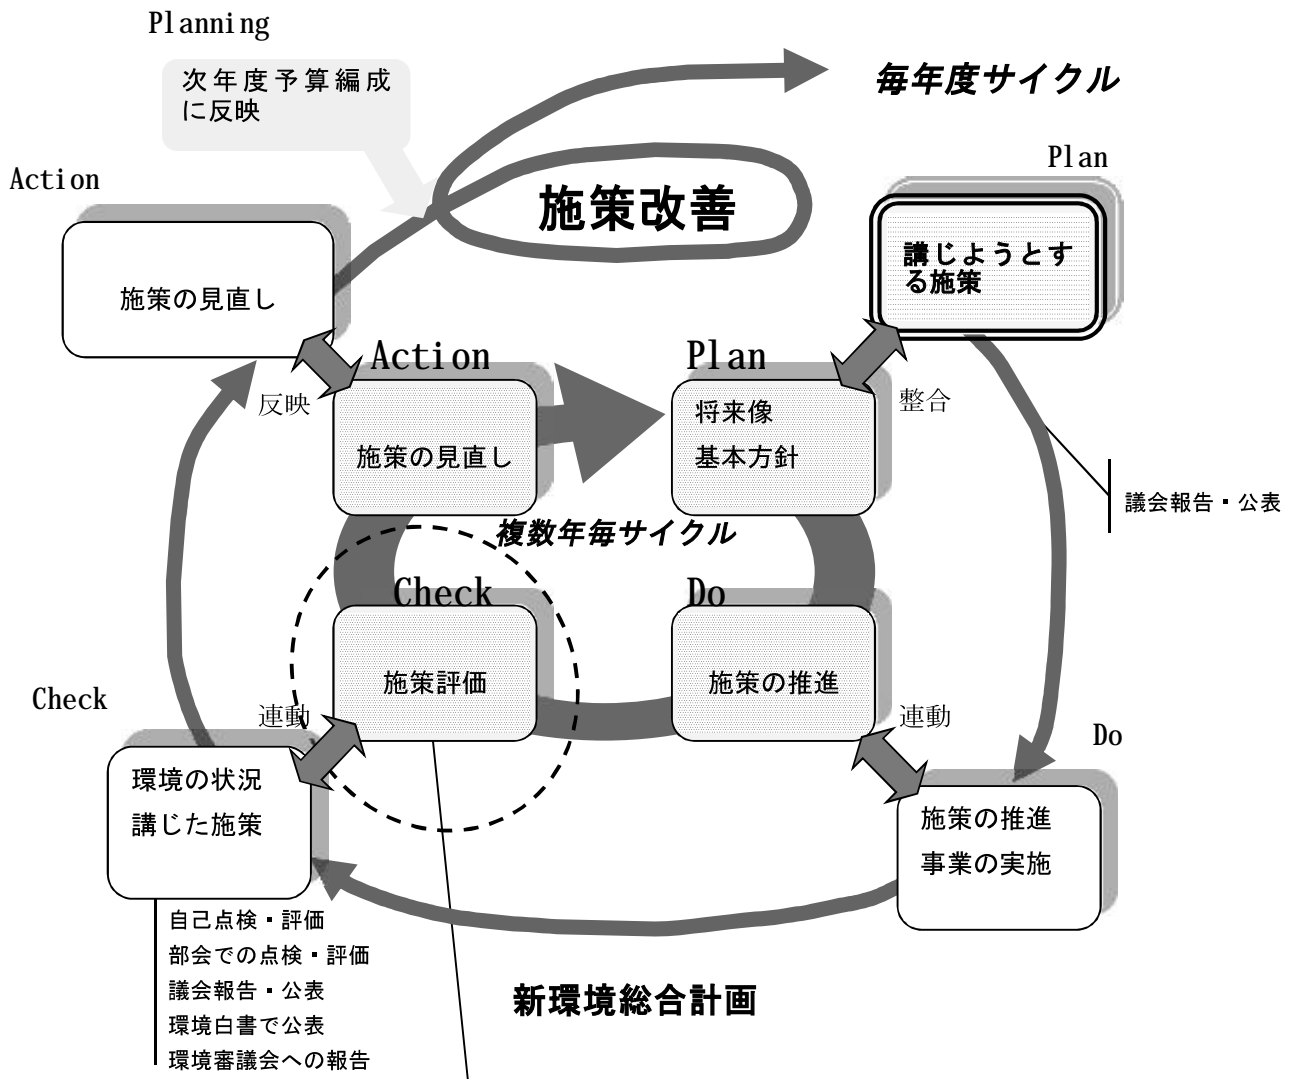 Planning
次年度予算編成
に反映
毎年度サイクル
Plan
Action
施策改善
講じようとす
る施策
施策の見直し
Action
Plan
反映
整合
将来像
基本方針
施策の見直し
議会報告・公表
複数年毎サイクル
Check
Do
施策評価
施策の推進
Check
連動
連動
Do
環境の状況
講じた施策
施策の推進
事業の実施
自己点検・評価
部会での点検・評価
議会報告・公表
環境白書で公表
環境審議会への報告
新環境総合計画